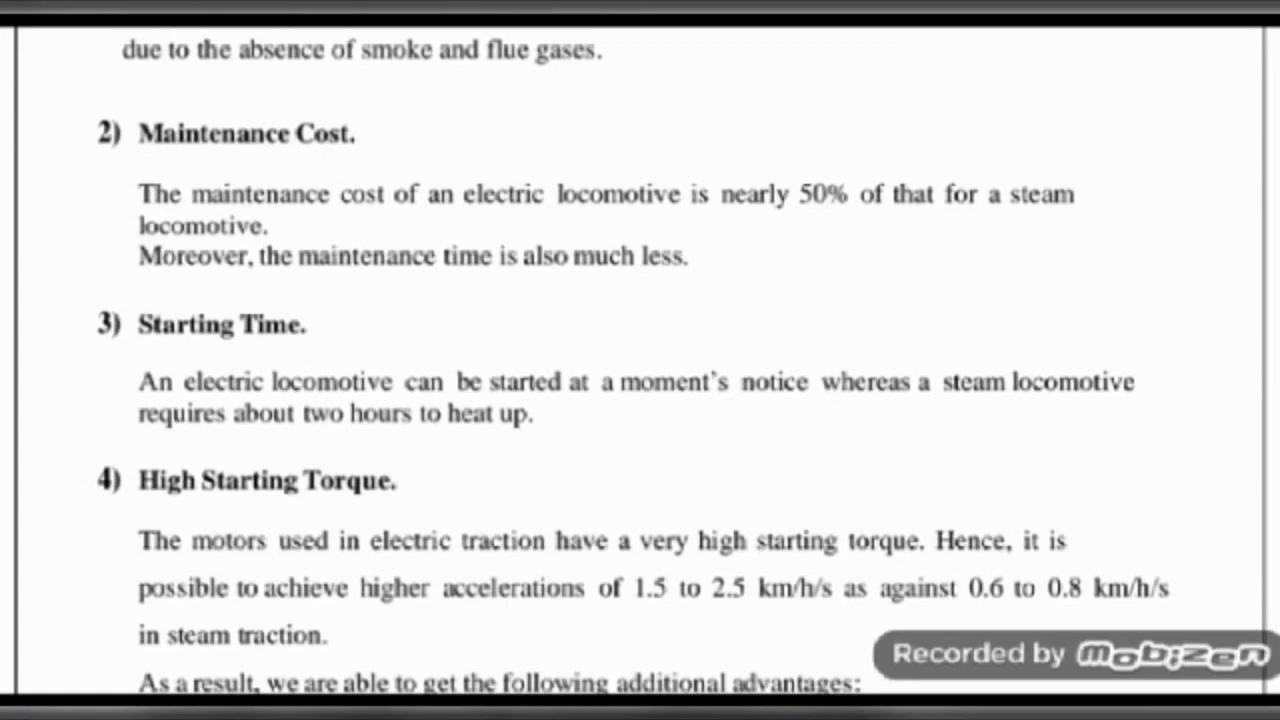 due to the absence of smoke and flue gases.
2) Maintenance Cost.
The maintenance cost of an electric locomotive is nearly 50% of that for a steam
locomotive.
Moreover, the maintenance time is also much less.
3) Starting Time.
An electric locomotive can be started at a moment's notice whereas a steam locomotive
requires about two hours to heat up.
4) High Starting Torque.
The motors used in electric traction have a very high starting torque. Hence, it is
possible to achieve higher accelerations of 1.5 to 2.5 km/h/s as against 0.6 to 0.8 km/h/s
in steam traction.
Recorded by mobizen
As a result, we are able to get the following additional advantages: